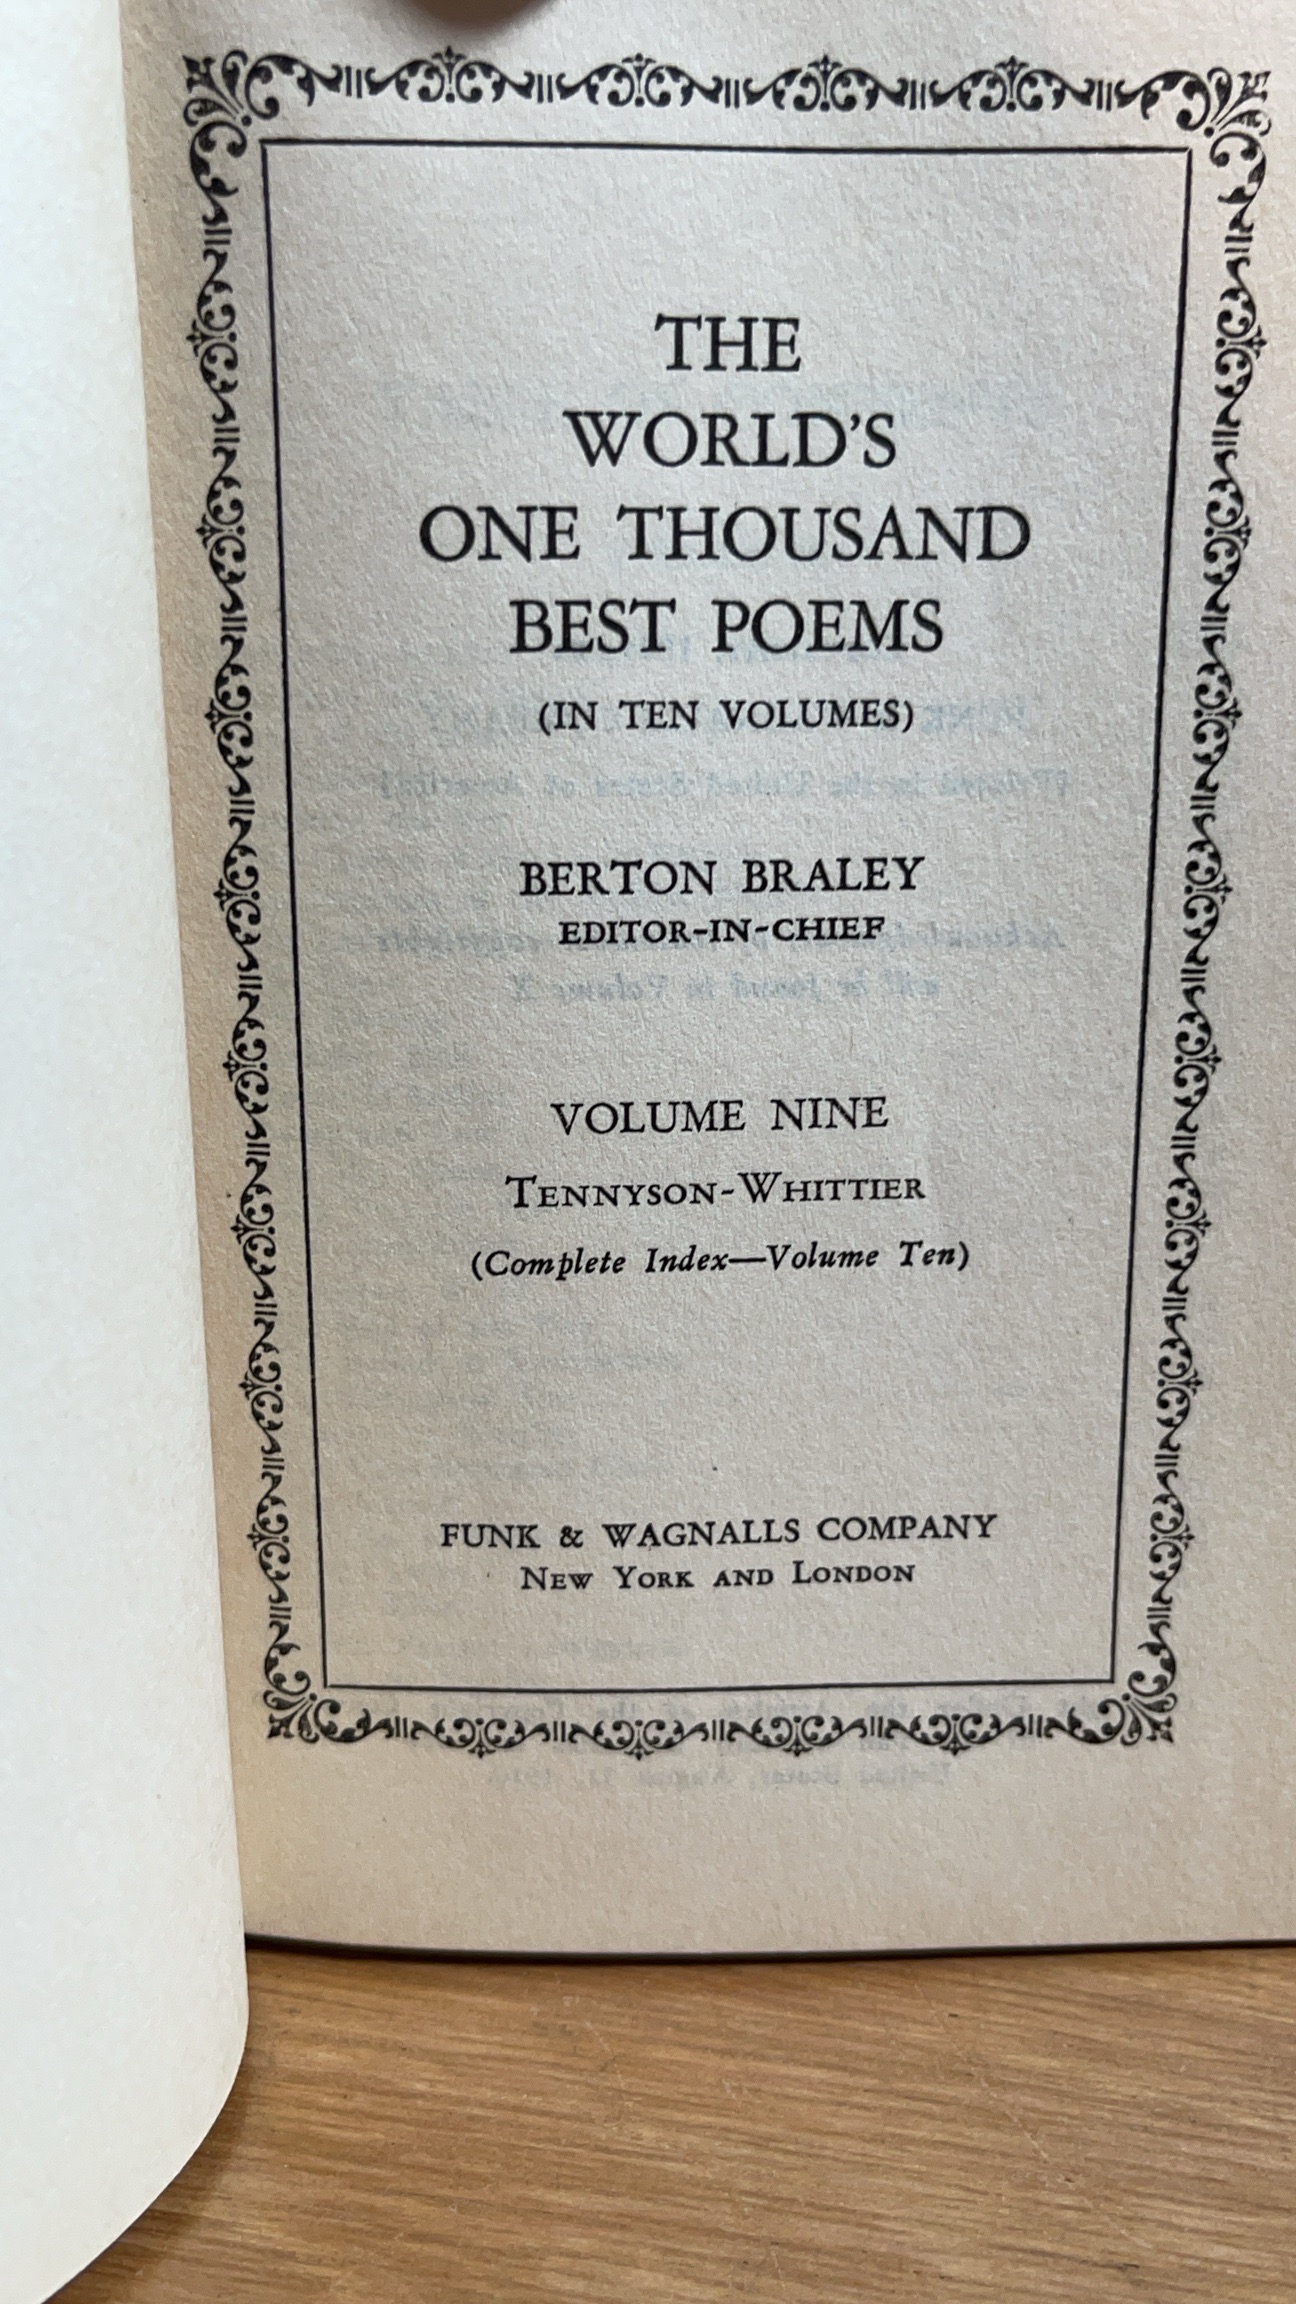 THE
WORLD'S
ONE THOUSAND
BEST POEMS
(IN TEN VOLUMES)
BERTON BRALEY
EDITOR-IN-CHIEF
VOLUME NINE
TENNYSON-WHITTIER
(Complete Index—Volume Ten)
FUNK & WAGNALLS COMPANY
NEW YORK AND LONDON